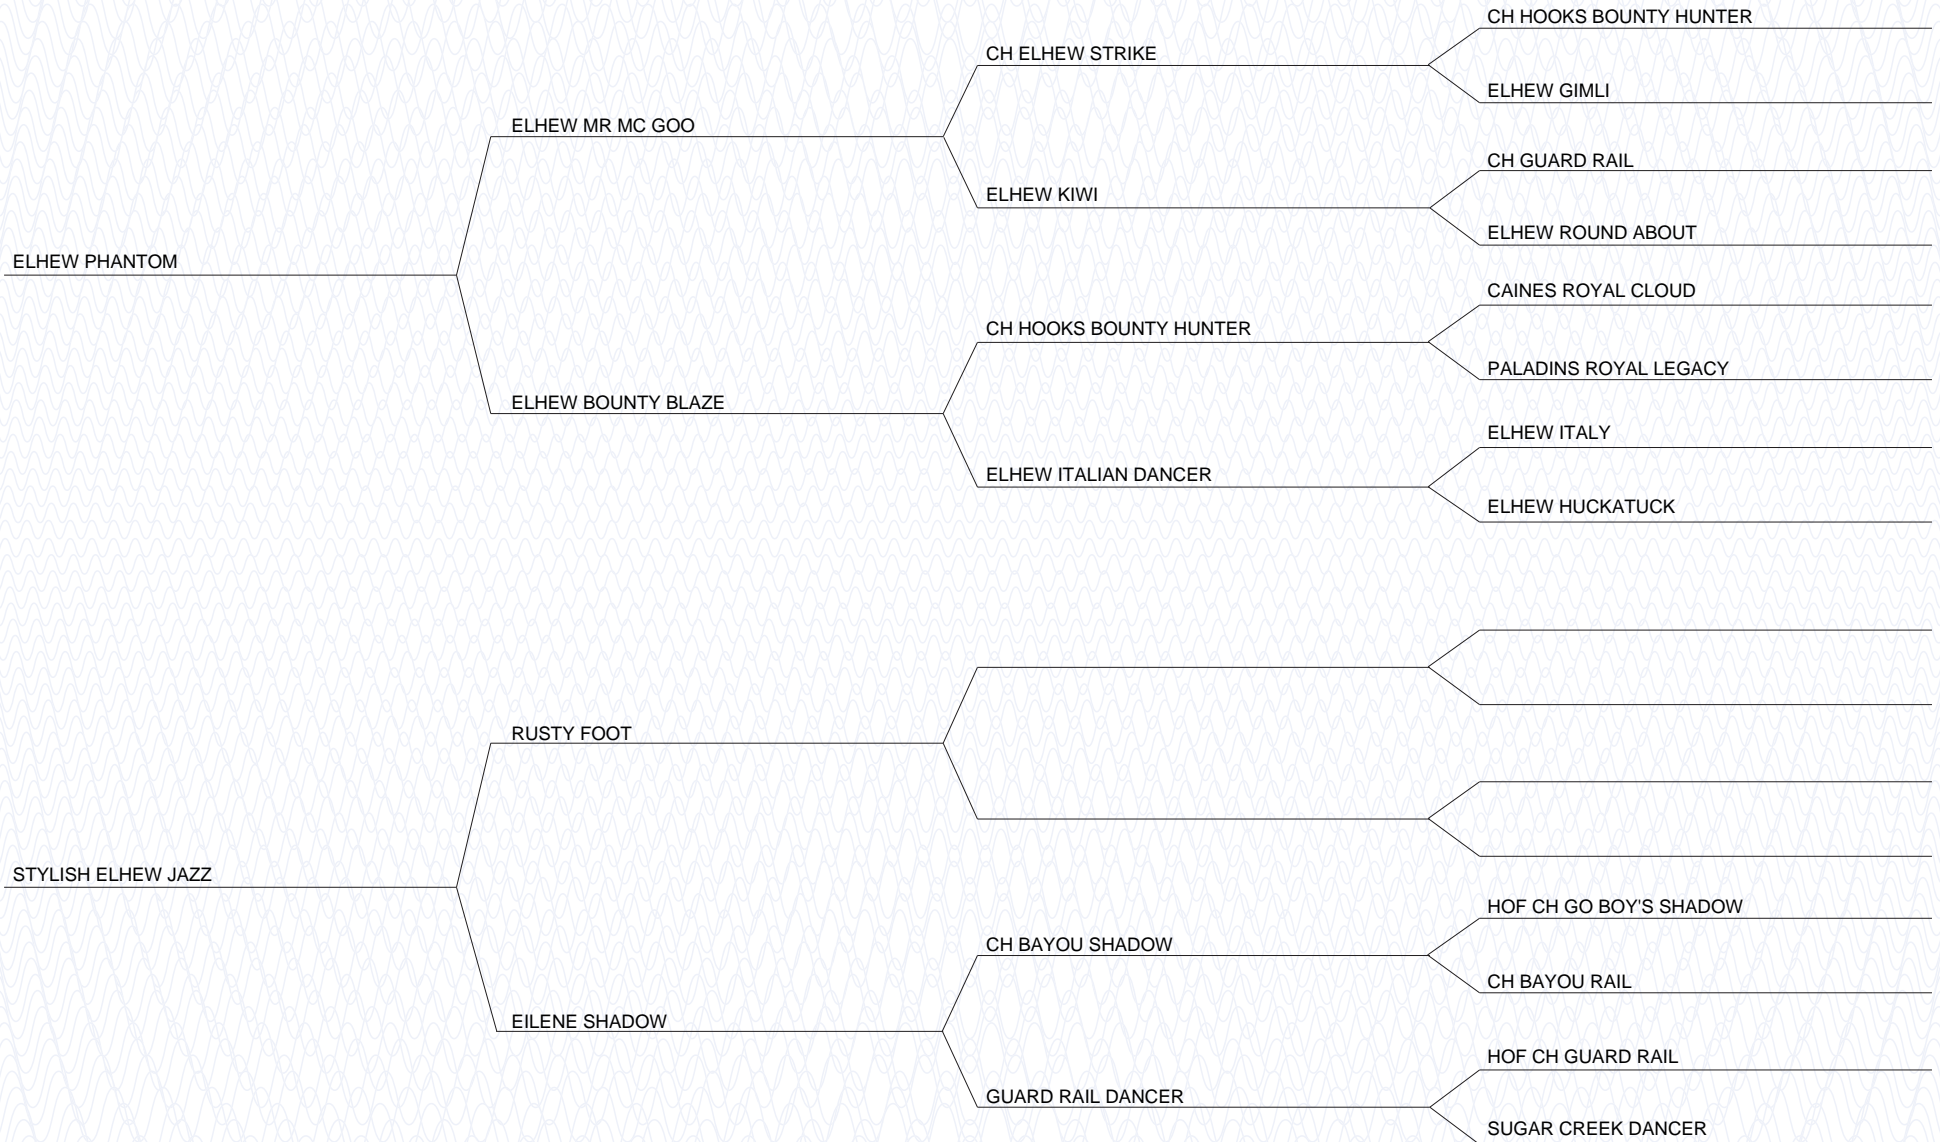 CH HOOKS BOUNTY HUNTER
CH ELHEW STRIKE
ELHEW GIMLI
ELHEW MR MC GOO
CH GUARD RAIL
ELHEW KIWI
ELHEW ROUND ABOUT
ELHEW PHANTOM
CAINES ROYAL CLOUD
CH HOOKS BOUNTY HUNTER
PALADINS ROYAL LEGACY
ELHEW BOUNTY BLAZE
ELHEW ITALY
ELHEW ITALIAN DANCER
ELHEW HUCKATUCK
RUSTY FOOT
STYLISH ELHEW JAZZ
HOF CH GO BOY'S SHADOW
CH BAYOU SHADOW
CH BAYOU RAIL
EILENE SHADOW
HOF CH GUARD RAIL
GUARD RAIL DANCER
SUGAR CREEK DANCER